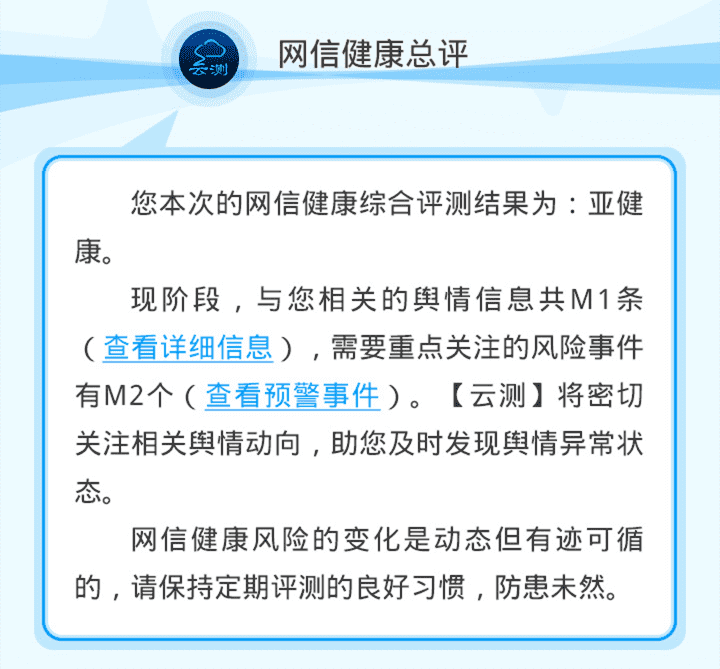 云测
网信健康总评
您本次的网信健康综合评测结果为：亚健
康。
现阶段，与您相关的舆情信息共M1条
（查看详细信息），需要重点关注的风险事件
有M2个（查看预警事件）。【云测】将密切
关注相关舆情动向，助您及时发现舆情异常状
态。
网信健康风险的变化是动态但有迹可循
的，请保持定期评测的良好习惯，防患未然。